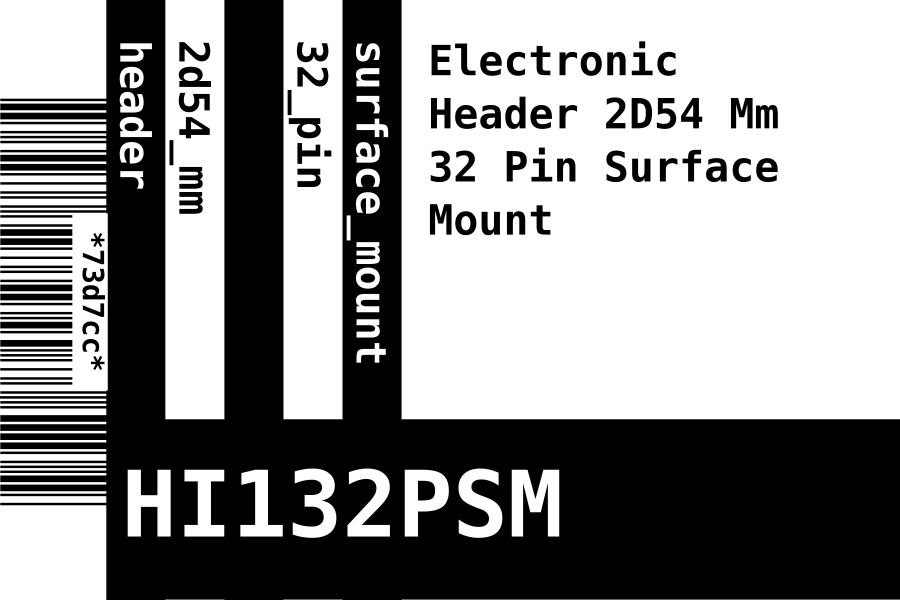 *73d7cc*
header
2d54_mm
32_pin
surface_mount
Electronic
Header 2D54 Mm
32 Pin Surface
Mount
HI132PSM